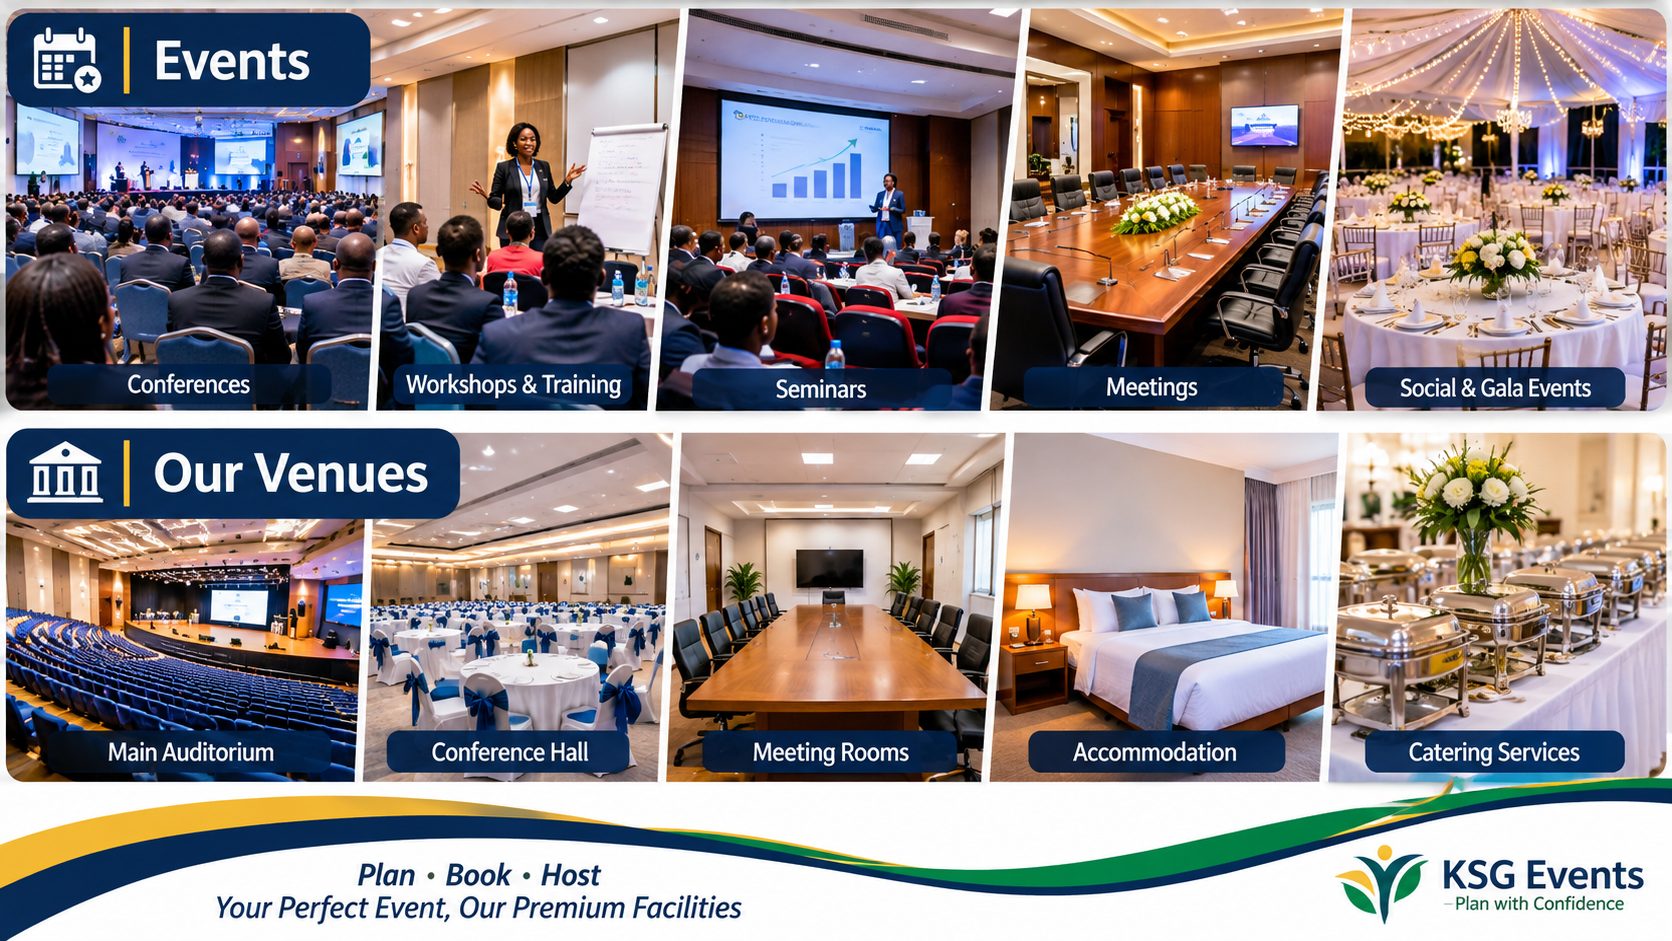 Events
Conferences
Workshops & Training
Seminars
Meetings
Social & Gala Events
Our Venues
Main Auditorium
Conference Hall
Meeting Rooms
Accommodation
Catering Services
Plan • Book • Host
Your Perfect Event, Our Premium Facilities
KSG Events
– Plan with Confidence